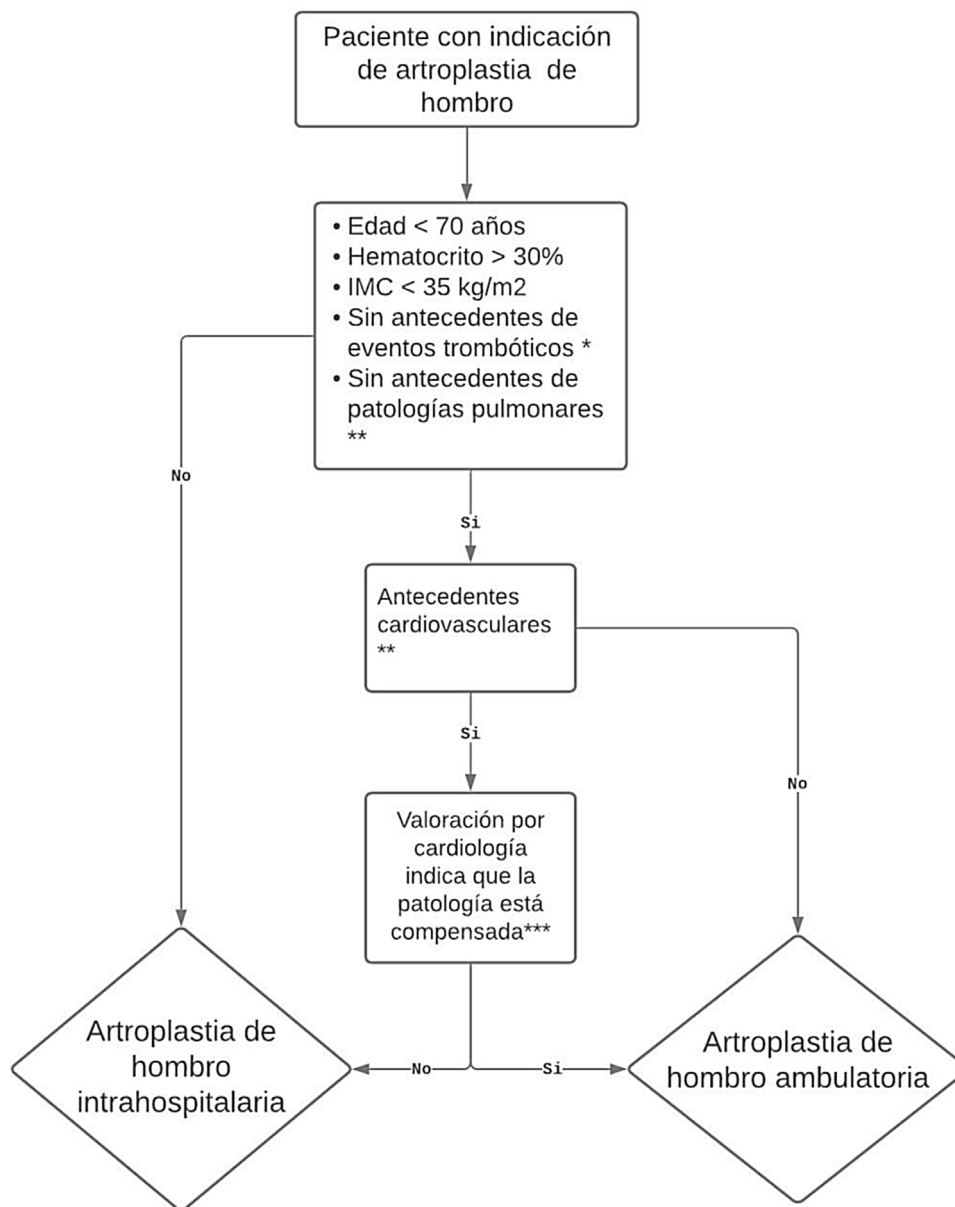 Paciente con indicación
de artroplastia de
hombro
• Edad < 70 años
• Hematocrito > 30%
• IMC < 35 kg/m2
• Sin antecedentes de
eventos trombóticos *
• Sin antecedentes de
patologías pulmonares
**
No
Si
Antecedentes
cardiovasculares
**
Si
No
Valoración por
cardiología
indica que la
patología está
compensada***
No
Si
Artroplastia de
hombro
intrahospitalaria
Artroplastia de
hombro ambulatoria